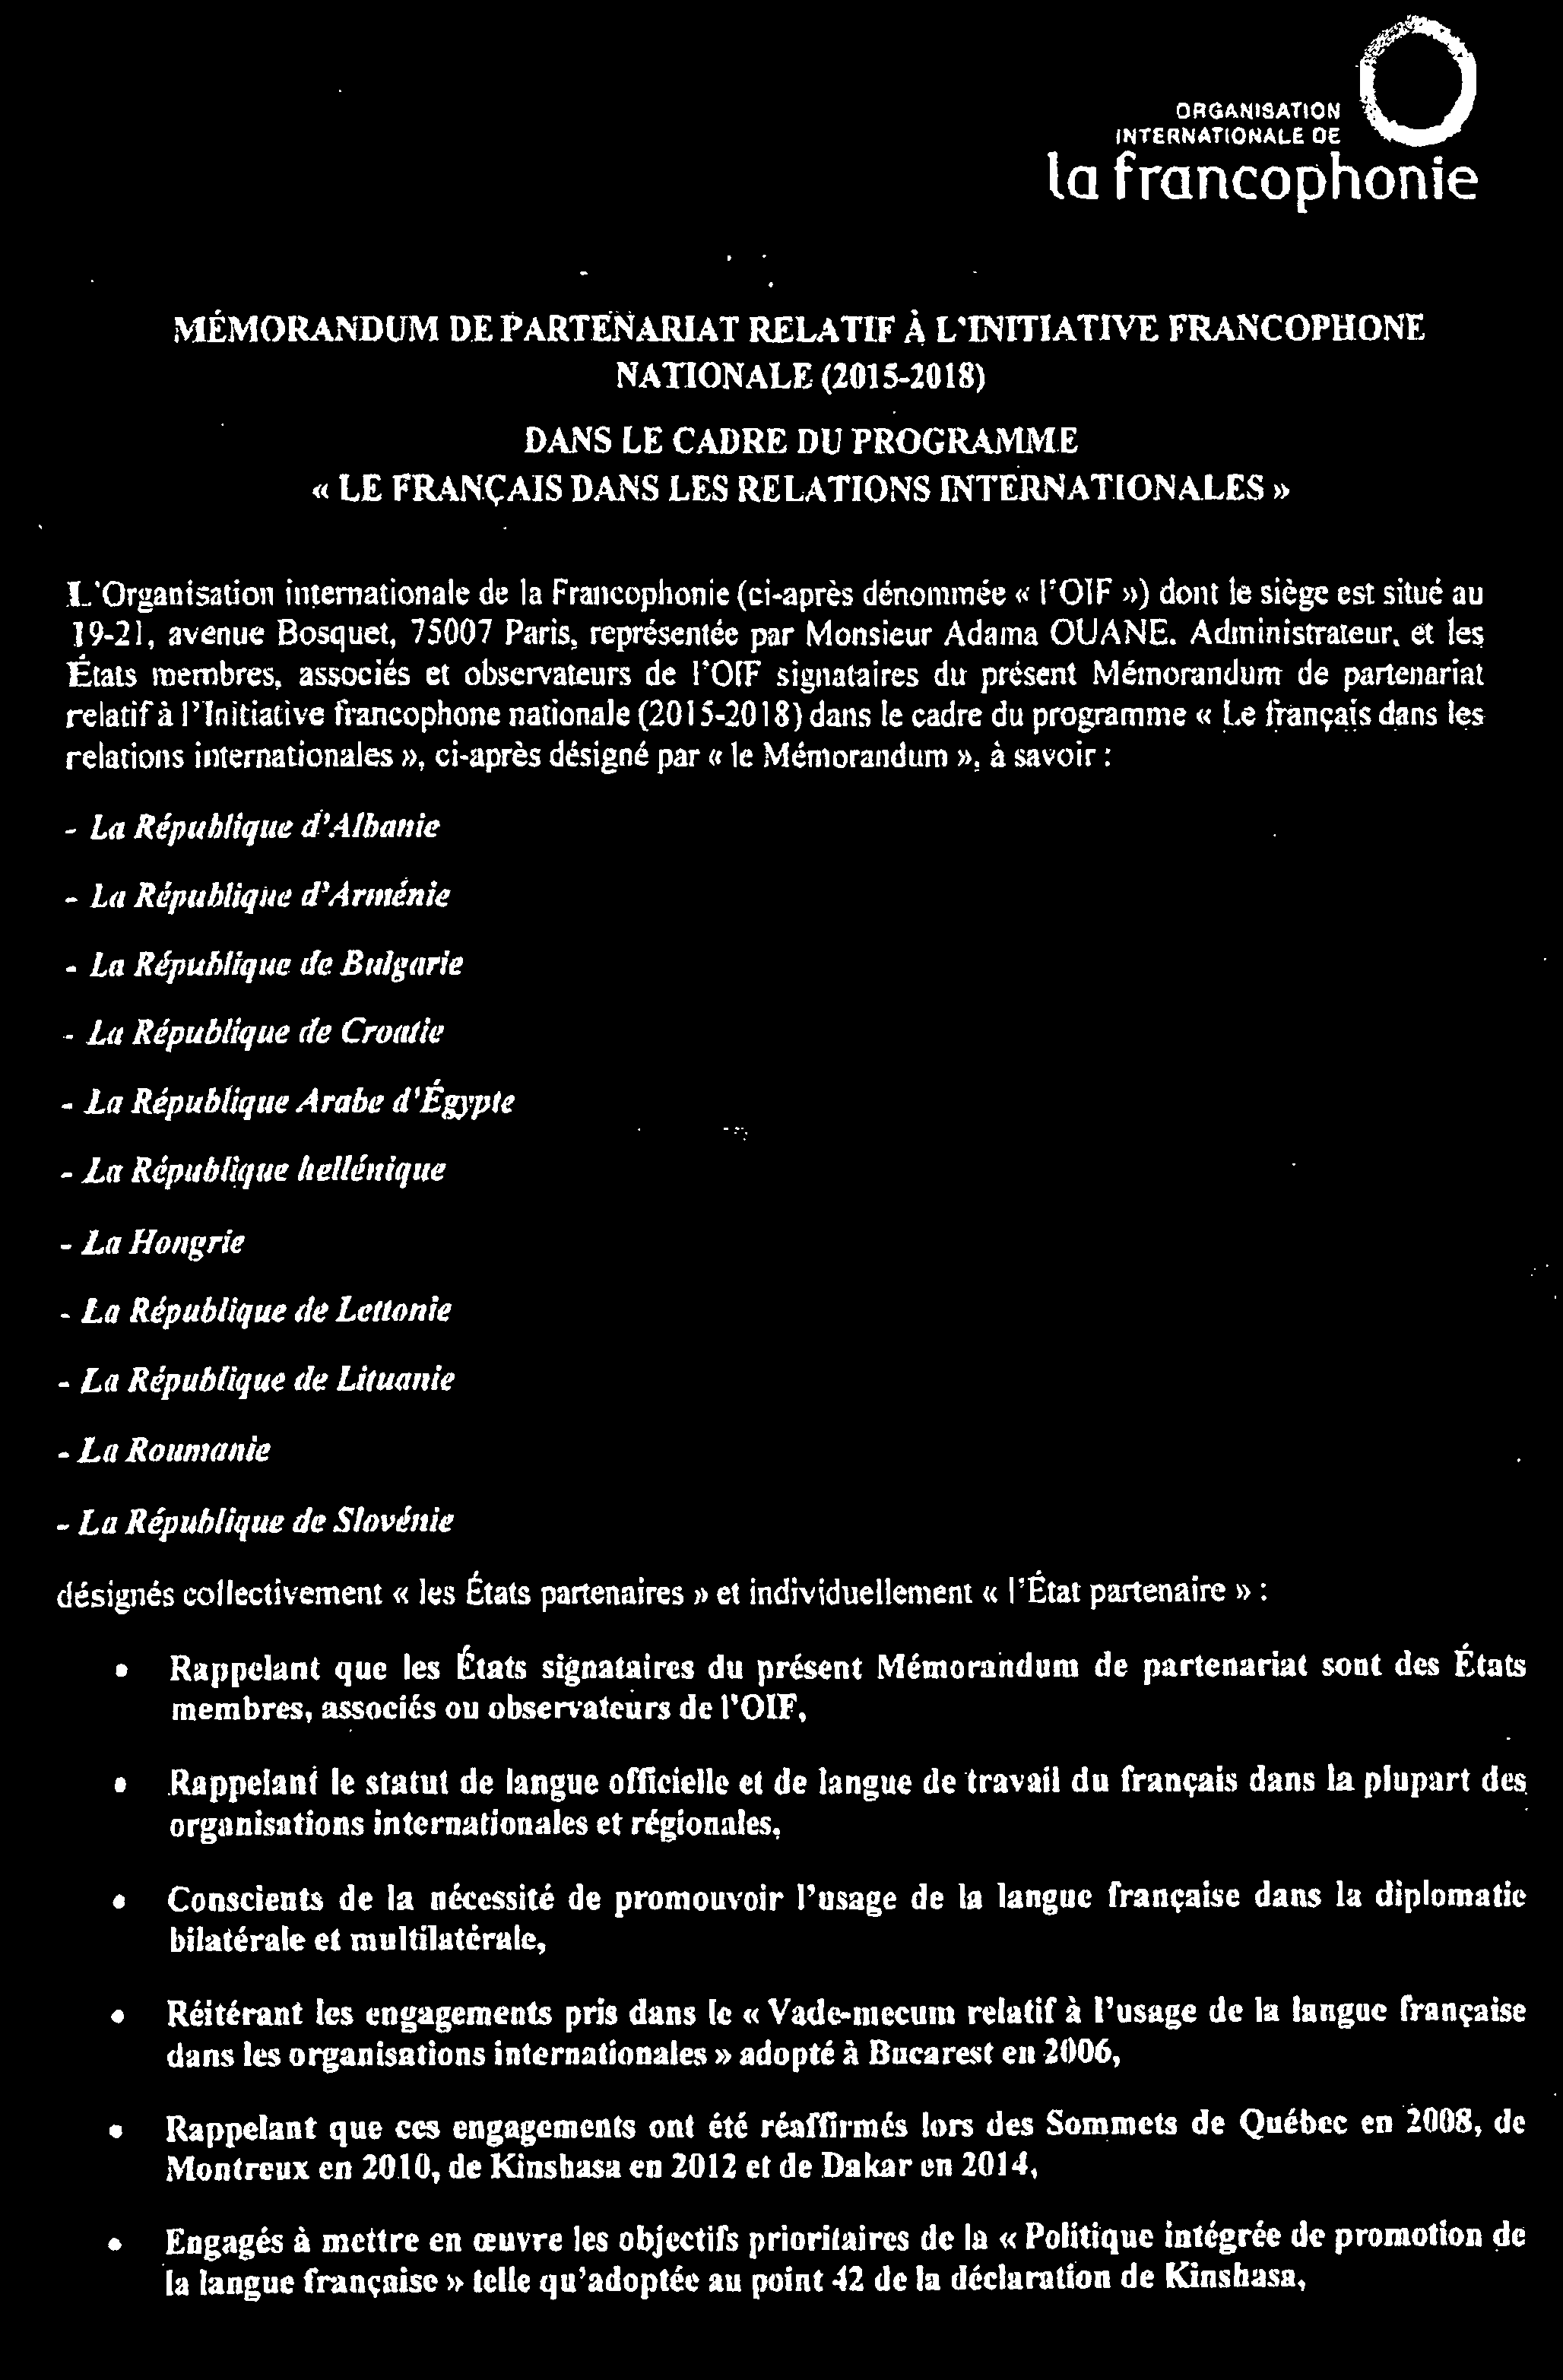 ORGANISATION
INTERNATIONALE DE
la francophonie
MÉMORANDUM DE PARTENARIAT RELATIF À L'INITIATIVE FRANCOPHONE
NATIONALE (2015-2018)
DANS LE CADRE DU PROGRAMME
« LE FRANÇAIS DANS LES RELATIONS INTERNATIONALES »
L'Organisation internationale de la Francophonie (ci-après dénommée « l'OIF ») dont le siège est situé au
19-21, avenue Bosquet, 75007 Paris, représentée par Monsieur Adama OUANE. Administrateur, et les
États membres, associés et observateurs de l'OIF signataires du présent Mémorandum de partenariat
relatif à l'Initiative francophone nationale (2015-2018) dans le cadre du programme « Le français dans les
relations internationales », ci-après désigné par « le Mémorandum », à savoir :
- La République d'Albanie
- La République d'Arménie
- La République de Bulgarie
- La République de Croatie
- La République Arabe d'Égypte
- La République hellénique
- La Hongrie
- La République de Lettonie
- La République de Lituanie
- La Roumanie
- La République de Slovénie
désignés collectivement « les États partenaires » et individuellement « l'État partenaire » :
• Rappelant que les États signataires du présent Mémorandum de partenariat sont des États
membres, associés ou observateurs de l'OIF,
• Rappelant le statut de langue officielle et de langue de travail du français dans la plupart des
organisations internationales et régionales,
• Conscients de la nécessité de promouvoir l'usage de la langue française dans la diplomatie
bilatérale et multilatérale,
• Réitérant les engagements pris dans le « Vade-mecum relatif à l'usage de la langue française
dans les organisations internationales » adopté à Bucarest en 2006,
• Rappelant que ces engagements ont été réaffirmés lors des Sommets de Québec en 2008, de
Montreux en 2010, de Kinshasa en 2012 et de Dakar en 2014,
• Engagés à mettre en œuvre les objectifs prioritaires de la « Politique intégrée de promotion de
la langue française » telle qu'adoptée au point 42 de la déclaration de Kinshasa,